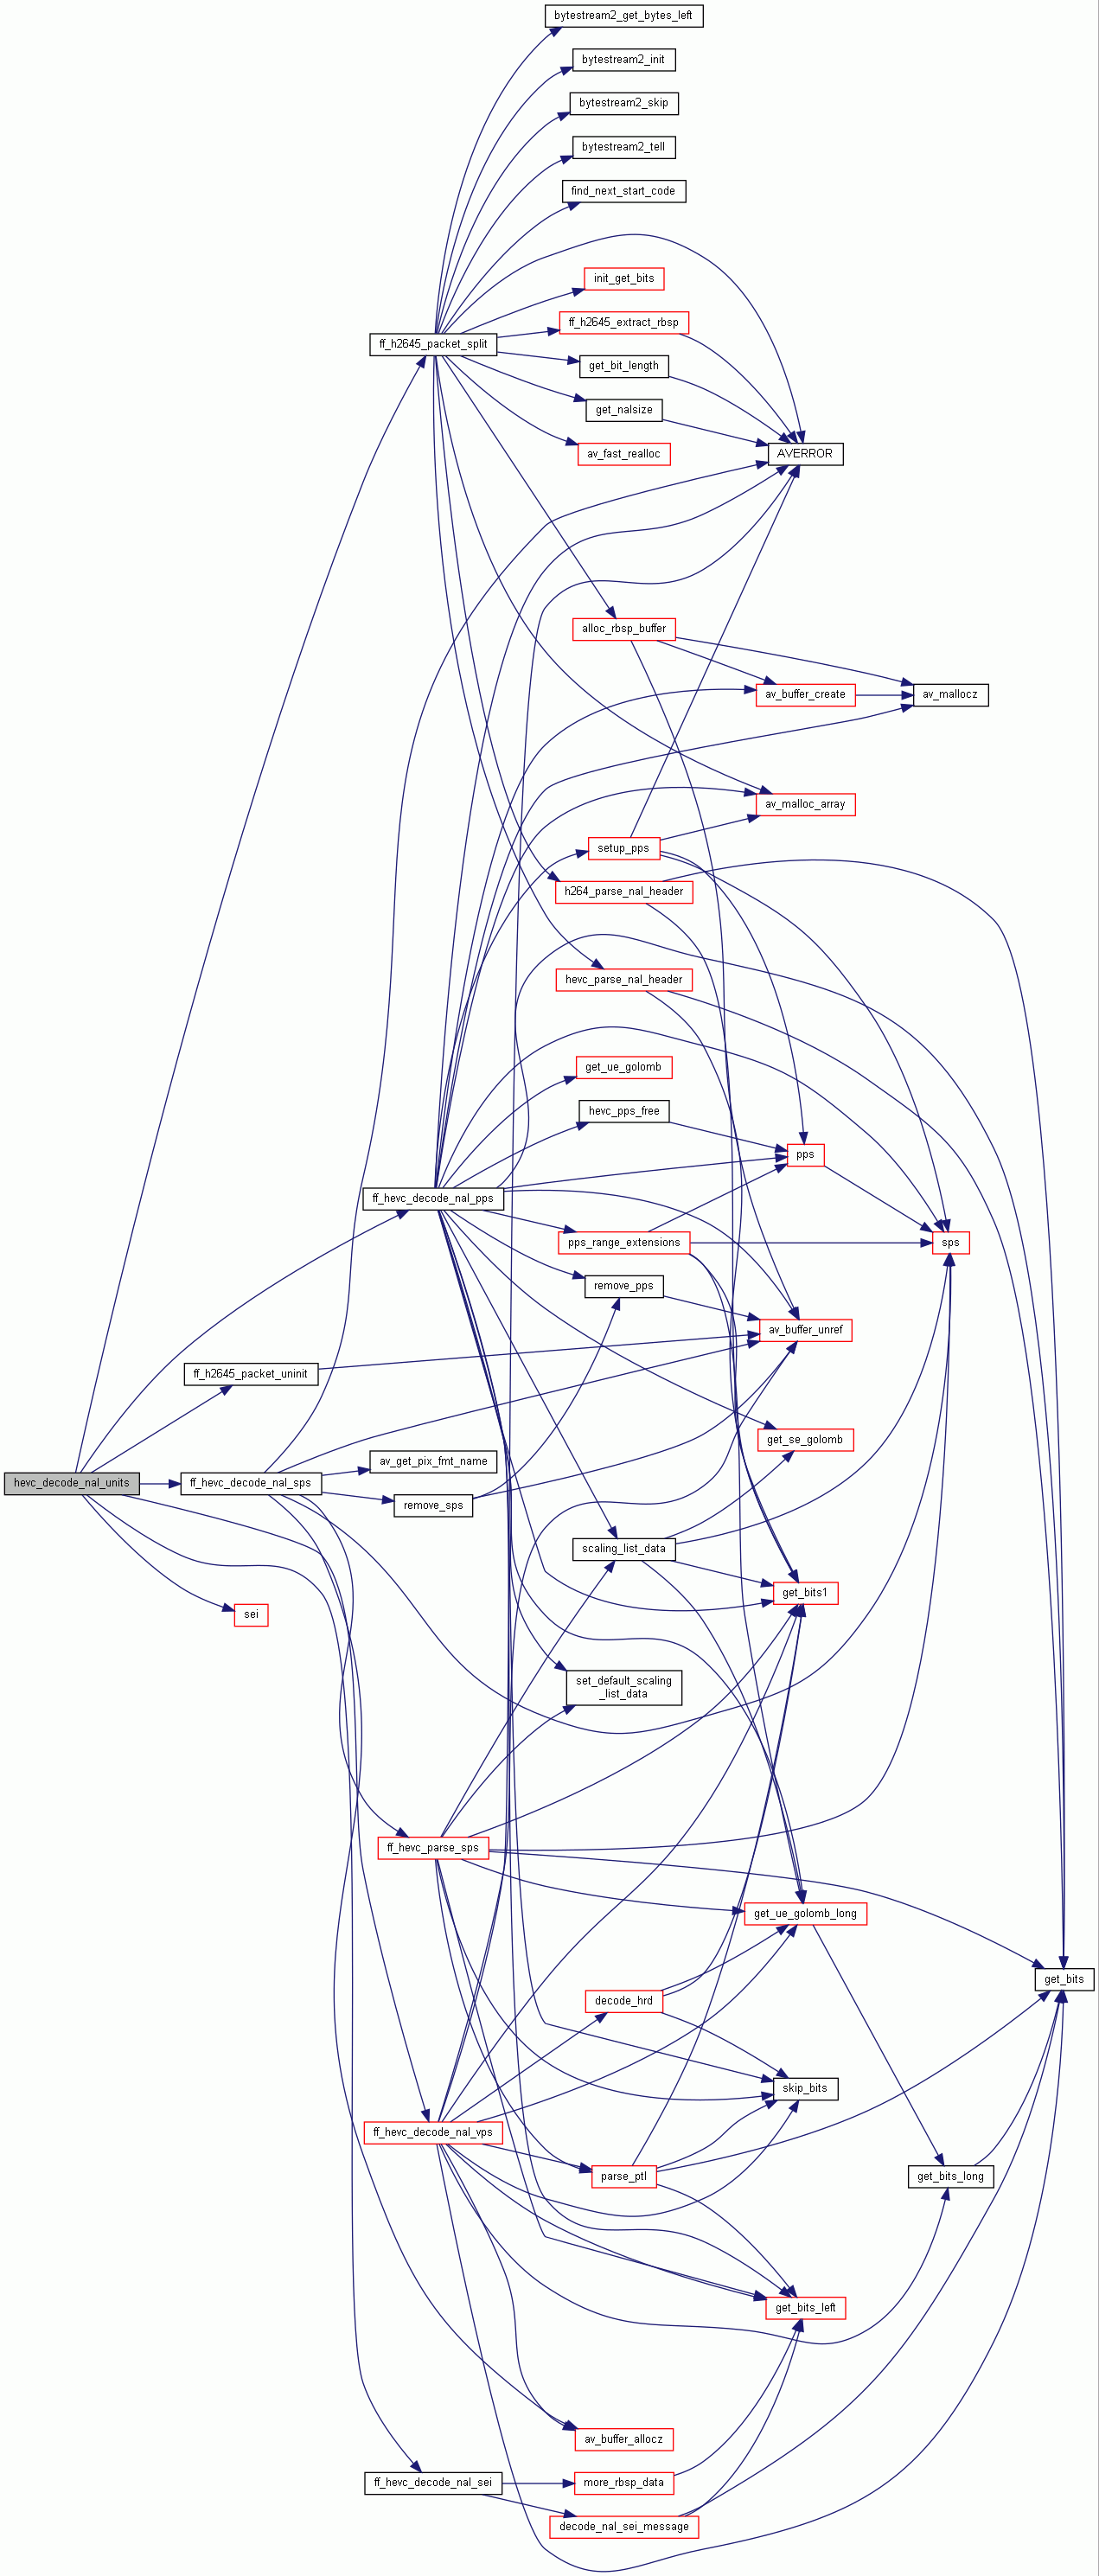 bytestream2_get_bytes_left
bytestream2_init
bytestream2_skip
bytestream2_tell
find_next_start_code
init_get_bits
ff_h2645_extract_rbsp
ff_h2645_packet_split
get_bit_length
get_nalsize
av_fast_realloc
AVERROR
alloc_rbsp_buffer
av_buffer_create
av_mallocz
av_malloc_array
setup_pps
h264_parse_nal_header
hevc_parse_nal_header
get_ue_golomb
hevc_pps_free
pps
ff_hevc_decode_nal_pps
pps_range_extensions
sps
remove_pps
av_buffer_unref
ff_h2645_packet_uninit
get_se_golomb
av_get_pix_fmt_name
hevc_decode_nal_units
ff_hevc_decode_nal_sps
remove_sps
scaling_list_data
get_bits1
sei
set_default_scaling
_list_data
ff_hevc_parse_sps
get_ue_golomb_long
get_bits
decode_hrd
skip_bits
ff_hevc_decode_nal_vps
parse_ptl
get_bits_long
get_bits_left
av_buffer_allocz
ff_hevc_decode_nal_sei
more_rbsp_data
decode_nal_sei_message